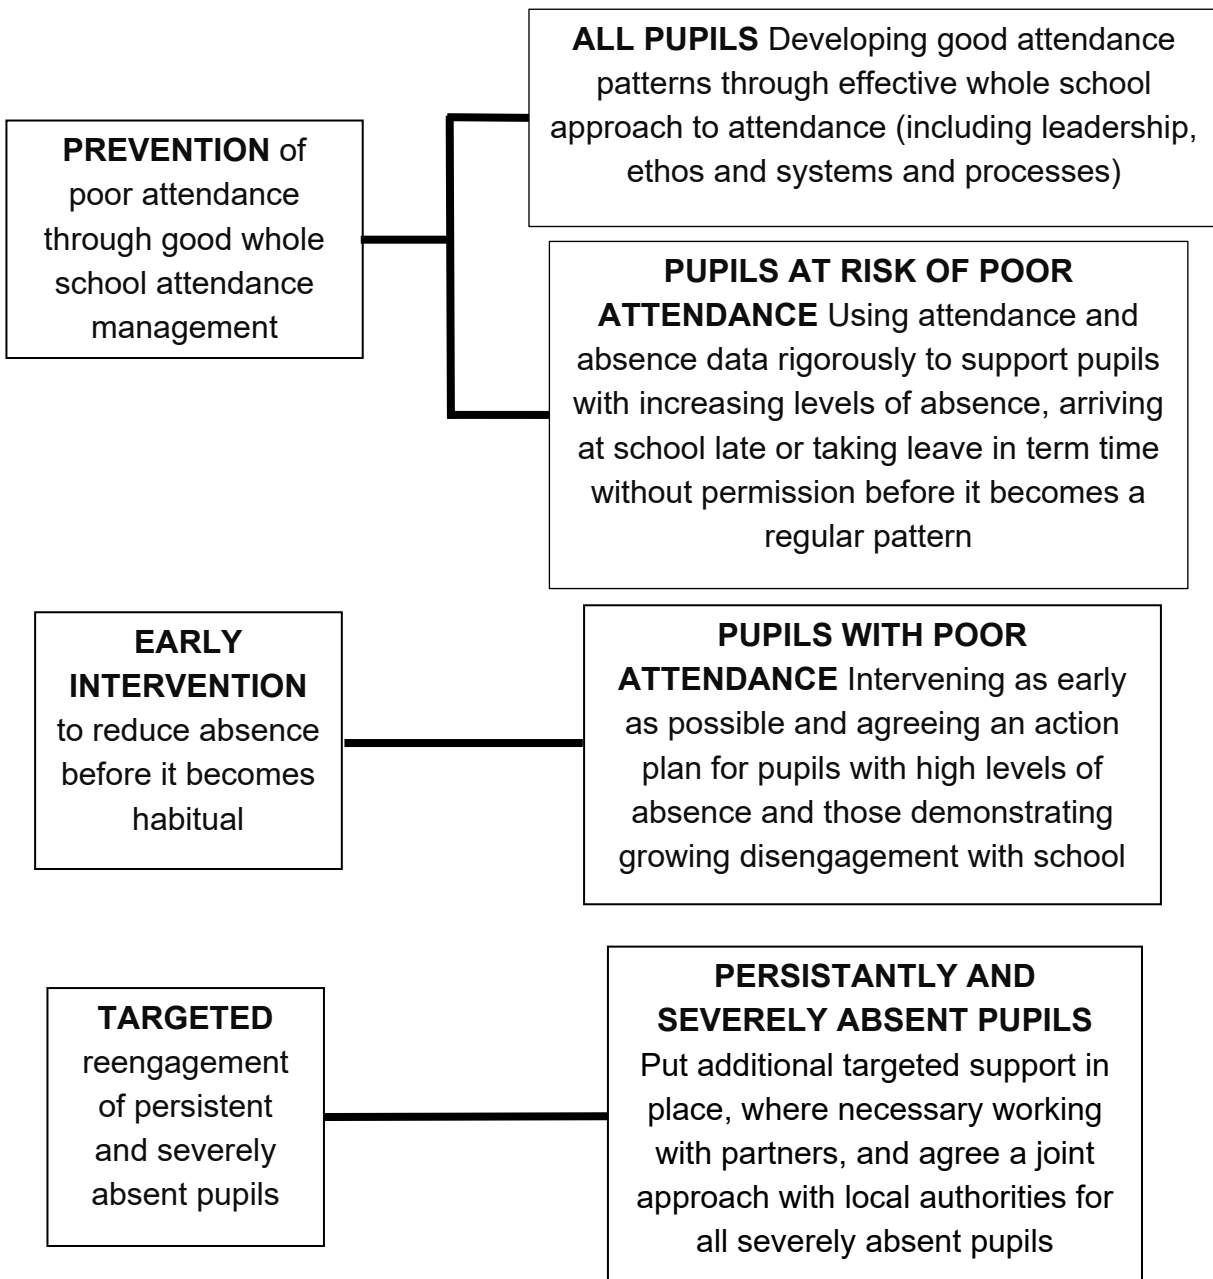 PREVENTION of
poor attendance
through good whole
school attendance
management
ALL PUPILS Developing good attendance
patterns through effective whole school
approach to attendance (including leadership,
ethos and systems and processes)
PUPILS AT RISK OF POOR
ATTENDANCE Using attendance and
absence data rigorously to support pupils
with increasing levels of absence, arriving
at school late or taking leave in term time
without permission before it becomes a
regular pattern
EARLY
INTERVENTION
to reduce absence
before it becomes
habitual
PUPILS WITH POOR
ATTENDANCE Intervening as early
as possible and agreeing an action
plan for pupils with high levels of
absence and those demonstrating
growing disengagement with school
TARGETED
reengagement
of persistent
and severely
absent pupils
PERSISTANTLY AND
SEVERELY ABSENT PUPILS
Put additional targeted support in
place, where necessary working
with partners, and agree a joint
approach with local authorities for
all severely absent pupils